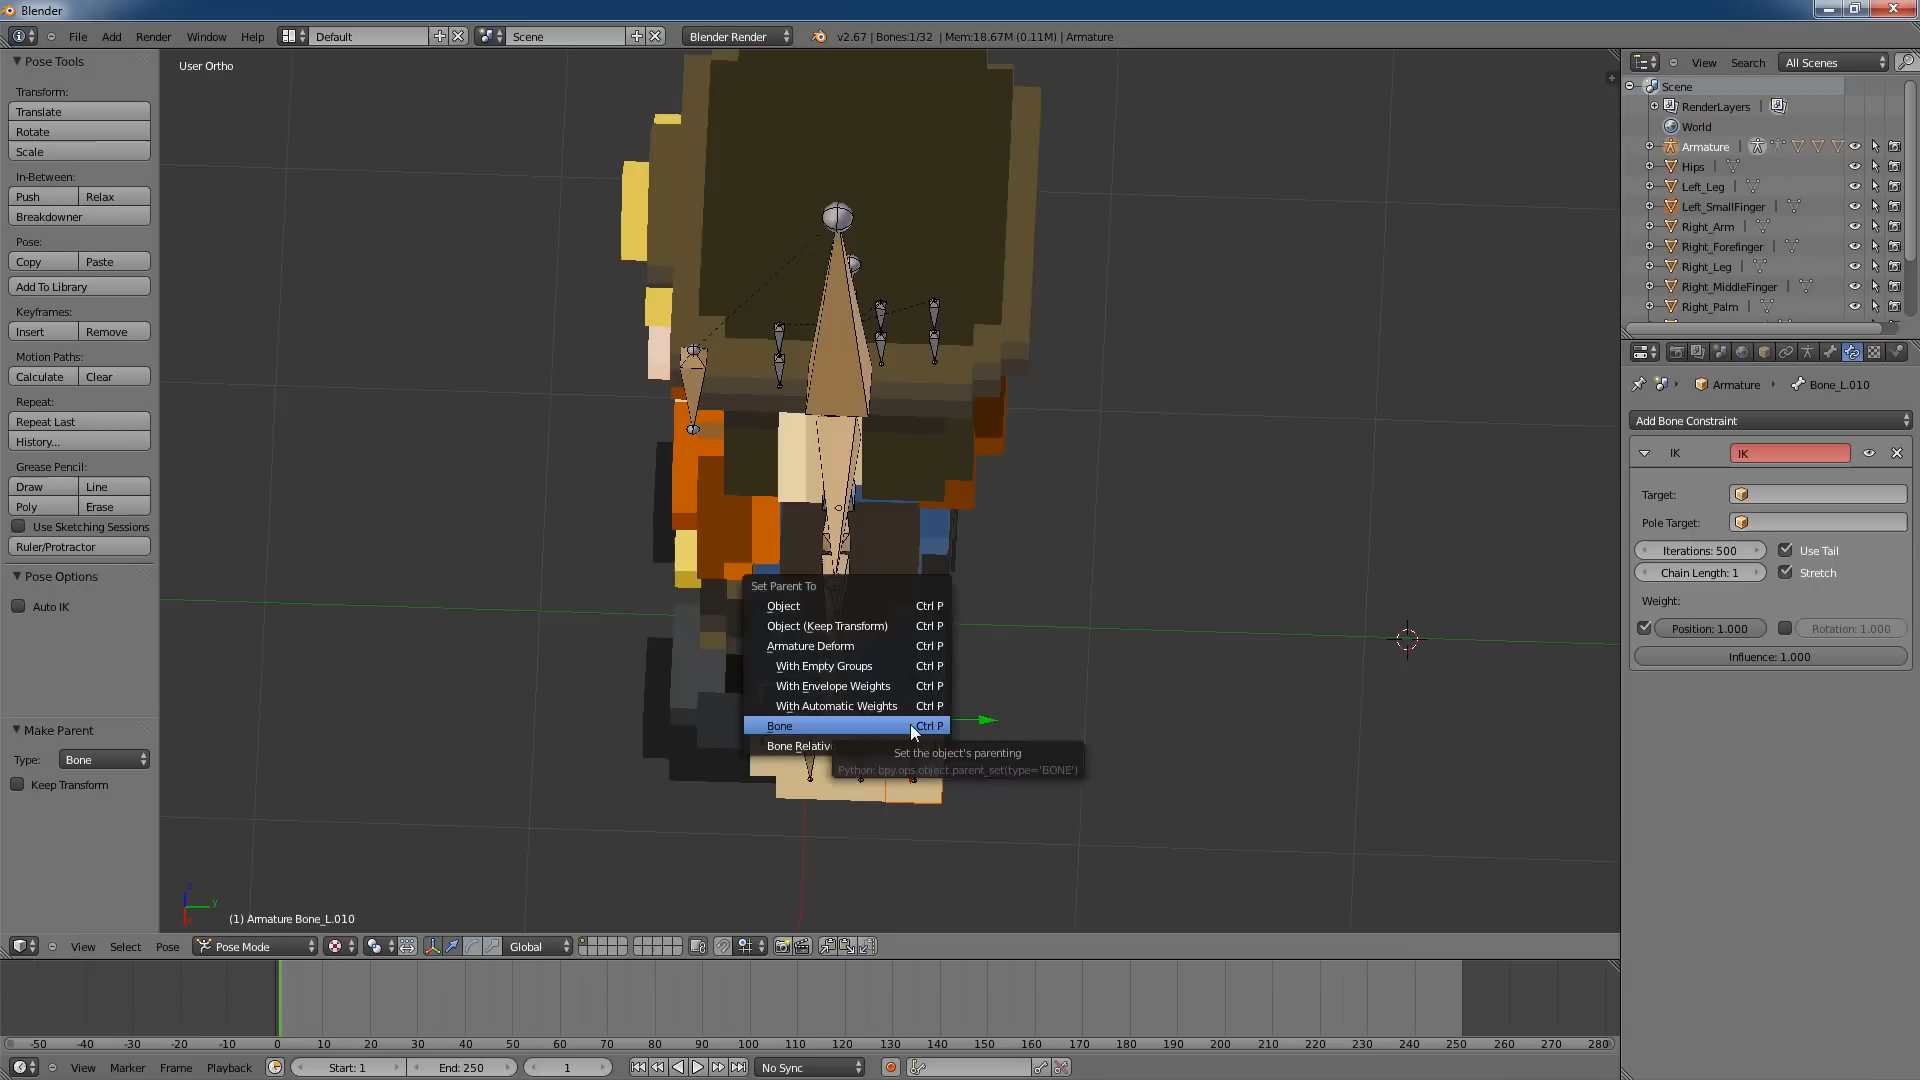 Blender
File Add Render Window Help Default Scene Blender Render v2.67 | Bones:1/32 | Mem:18.67M (0.11M) | Armature
Pose Tools
Transform:
Translate
Rotate
Scale
In-Between:
Push Relax
Breakdowner
Pose:
Copy Paste
Add To Library
Keyframes:
Insert Remove
Motion Paths:
Calculate Clear
Repeat:
Repeat Last
History...
Grease Pencil:
Draw Line
Poly Erase
Use Sketching Sessions
Ruler/Protractor
Pose Options
Auto IK
Make Parent
Type: Bone
Keep Transform
User Ortho
Set Parent To
Object Ctrl P
Object (Keep Transform) Ctrl P
Armature Deform Ctrl P
With Empty Groups Ctrl P
With Envelope Weights Ctrl P
With Automatic Weights Ctrl P
Bone Ctrl P
Bone Relativ
Set the object's parenting
Python: bpy.ops.object.parent_set(type='BONE')
z
y
x
(1) Armature Bone_L.010
View Search All Scenes
Scene
RenderLayers |
World
Armature |
Hips |
Left_Leg |
Left_SmallFinger |
Right_Arm |
Right_Forefinger |
Right_Leg |
Right_MiddleFinger |
Right_Palm |
Armature Bone_L.010
Add Bone Constraint
IK IK
Target:
Pole Target:
Iterations: 500 Use Tail
Chain Length: 1 Stretch
Weight:
Position: 1.000 Rotation: 1.000
Influence: 1.000
View Select Pose Pose Mode Global
-50 -40 -30 -20 -10 0 10 20 30 40 50 60 70 80 90 100 110 120 130 140 150 160 170 180 190 200 210 220 230 240 250 260 270 280
View Marker Frame Playback Start: 1 End: 250 1 No Sync